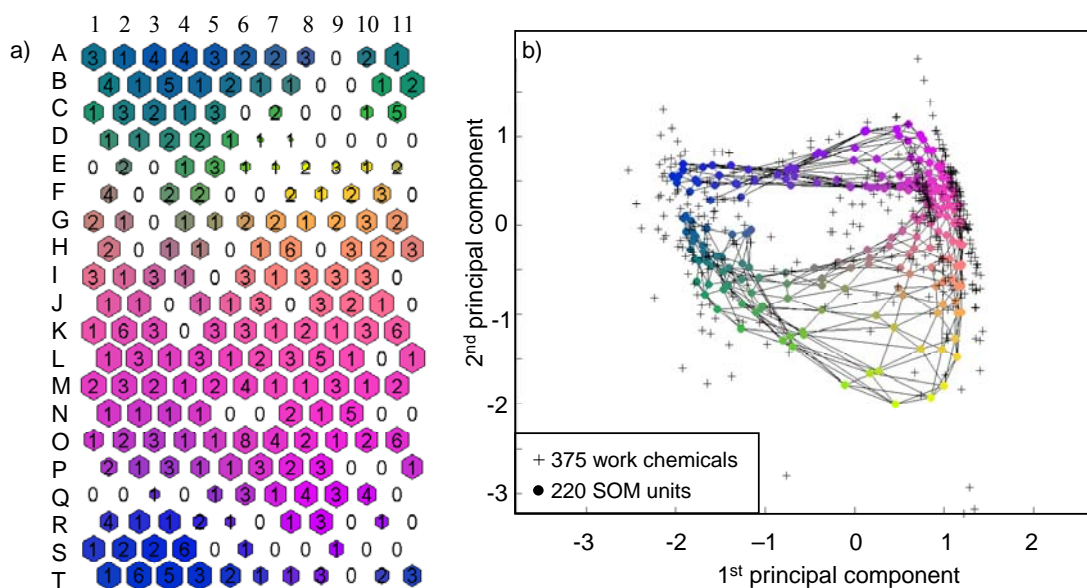 1 2 3 4 5 6 7 8 9 10 11
a)
A 3 1 4 4 3 2 2 3 0 2 1
B 4 1 5 1 2 1 1 0 0 1 2
C 1 3 2 1 3 0 2 0 0 1 5
D 1 1 2 2 1 1 1 0 0 0 0
E 0 2 0 4 3 1 1 2 3 1 2
F 4 0 2 2 0 0 2 1 2 3 0
G 2 1 0 4 1 2 2 1 2 3 2
H 2 0 1 1 0 1 6 0 3 2 3
I 3 1 3 4 0 3 1 3 3 3 0
J 1 1 0 1 1 3 0 3 2 1 0
K 1 6 3 0 3 3 1 2 1 3 6
L 1 3 1 3 1 2 3 5 1 0 1
M 2 3 2 1 2 4 1 1 3 1 2
N 1 1 1 1 0 0 2 1 5 0 0
O 1 2 3 1 1 8 4 2 1 2 6
P 2 1 3 1 1 3 2 3 0 0 1
Q 0 0 1 0 1 3 1 4 3 4 0
R 4 1 1 2 1 0 1 3 0 1 0
S 1 2 2 6 0 1 0 0 1 0 0
T 1 6 5 3 2 1 1 3 0 2 3
b)
2nd principal component
1
0
-1
-2
-3
+ 375 work chemicals
● 220 SOM units
-3 -2 –1 0 1 2
1st principal component